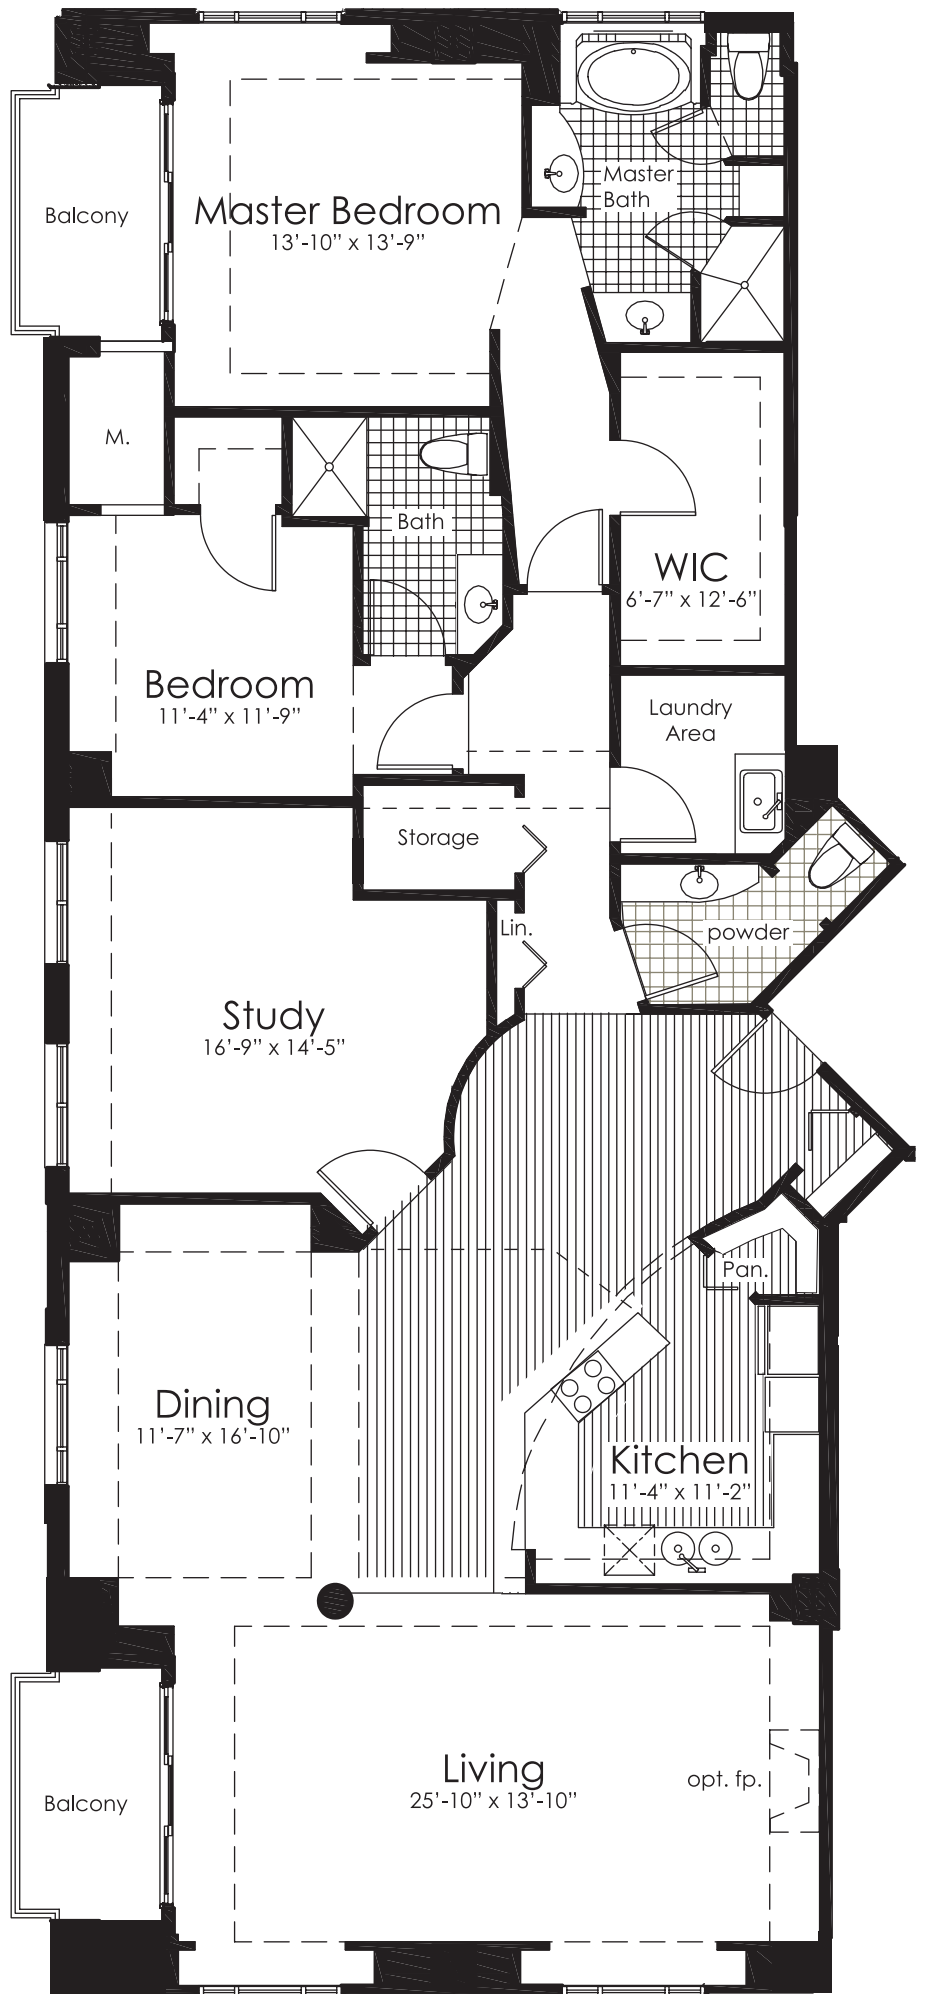 Balcony
Master Bedroom
13'-10" x 13'-9"
Master
Bath
M.
Bath
WIC
6'-7" x 12'-6"
Bedroom
11'-4" x 11'-9"
Laundry
Area
Storage
Lin.
powder
Study
16'-9" x 14'-5"
Pan.
Dining
11'-7" x 16'-10"
Kitchen
11'-4" x 11'-2"
Living
25'-10" x 13'-10"
opt. fp.
Balcony